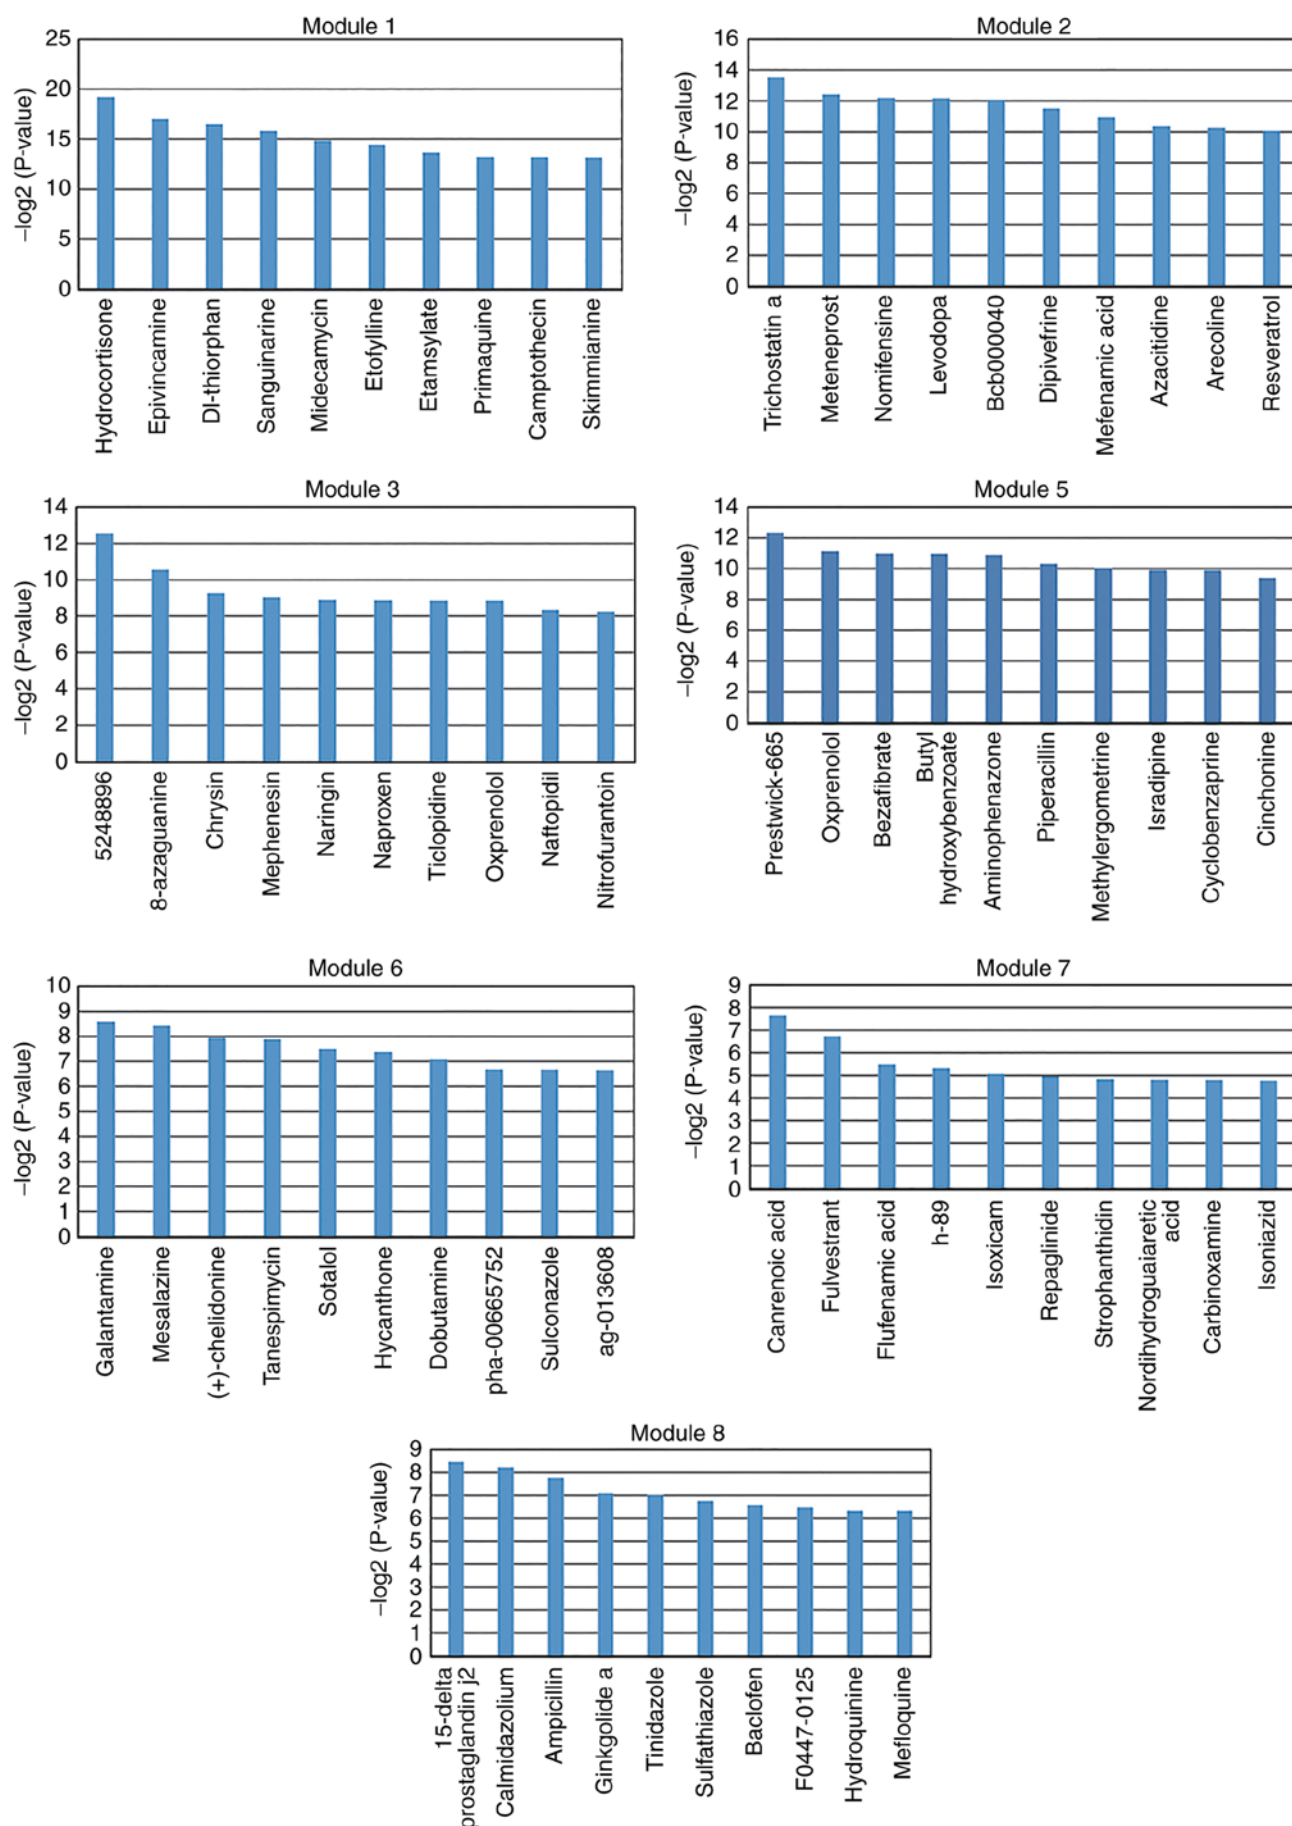 Module 1
25
20
15
10
5
0
–log2 (P-value)
Hydrocortisone
Epivincamine
Dl-thiorphan
Sanguinarine
Midecamycin
Etofylline
Etamsylate
Primaquine
Camptothecin
Skimmianine
Module 2
16
14
12
10
8
6
4
2
0
–log2 (P-value)
Trichostatin a
Meteneprost
Nomifensine
Levodopa
Bcb000040
Dipivefrine
Mefenamic acid
Azacitidine
Arecoline
Resveratrol
Module 3
14
12
10
8
6
4
2
0
–log2 (P-value)
5248896
8-azaguanine
Chrysin
Mephenesin
Naringin
Naproxen
Ticlopidine
Oxprenolol
Naftopidil
Nitrofurantoin
Module 5
14
12
10
8
6
4
2
0
–log2 (P-value)
Prestwick-665
Oxprenolol
Bezafibrate
Butyl
hydroxybenzoate
Aminophenazone
Piperacillin
Methylergometrine
Isradipine
Cyclobenzaprine
Cinchonine
Module 6
10
9
8
7
6
5
4
3
2
1
0
–log2 (P-value)
Galantamine
Mesalazine
(+)-chelidonine
Tanespimycin
Sotalol
Hycanthone
Dobutamine
pha-00665752
Sulconazole
ag-013608
Module 7
9
8
7
6
5
4
3
2
1
0
–log2 (P-value)
Canrenoic acid
Fulvestrant
Flufenamic acid
h-89
Isoxicam
Repaglinide
Strophanthidin
Nordihydroguaiaretic
acid
Carbinoxamine
Isoniazid
Module 8
9
8
7
6
5
4
3
2
1
0
–log2 (P-value)
15-delta
prostaglandin j2
Calmidazolium
Ampicillin
Ginkgolide a
Tinidazole
Sulfathiazole
Baclofen
F0447-0125
Hydroquinine
Mefloquine